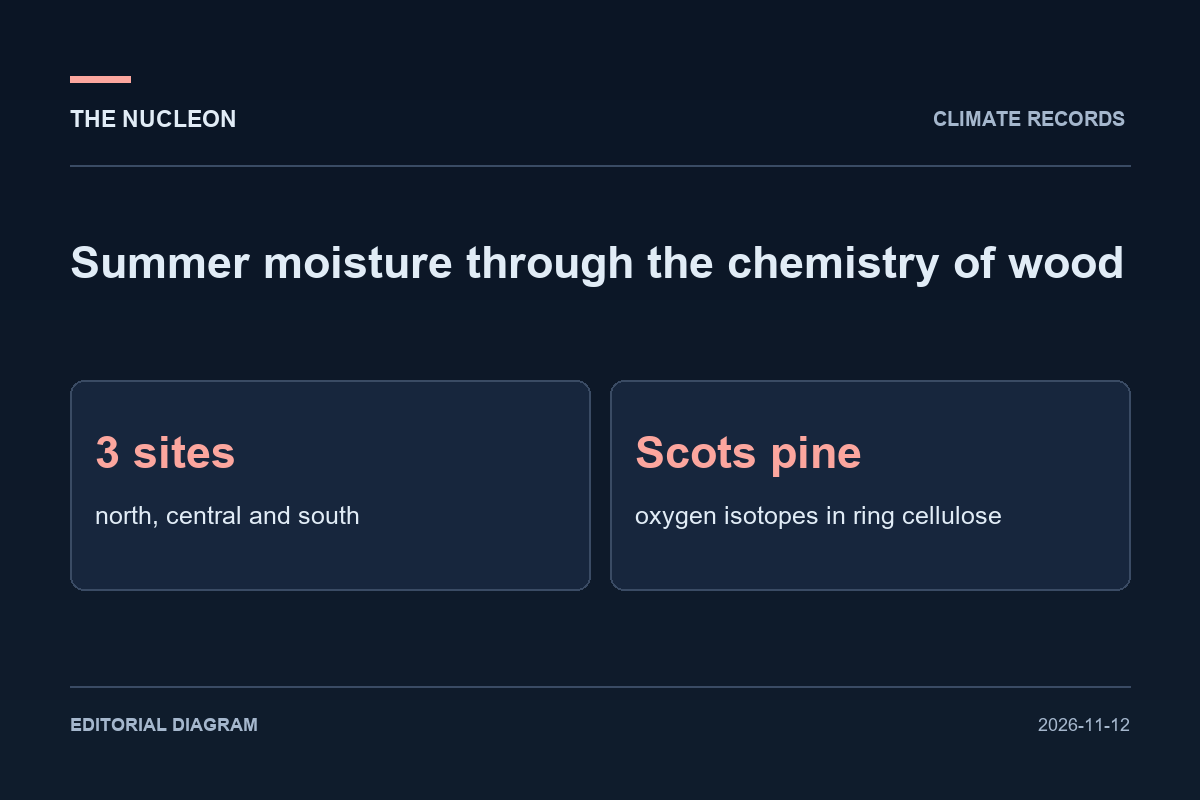 THE NUCLEON
CLIMATE RECORDS
Summer moisture through the chemistry of wood
3 sites
north, central and south
Scots pine
oxygen isotopes in ring cellulose
EDITORIAL DIAGRAM
2026-11-12